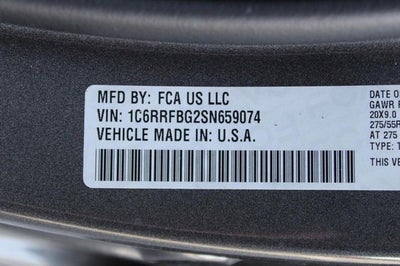 MFD BY: FCA US LLC
VIN: 1C6RRFBG2SN659074
VEHICLE MADE IN: U.S.A.
DATE O
GAWR F
20X9.0
275/55R
AT 275
TYPE: T
THIS VE